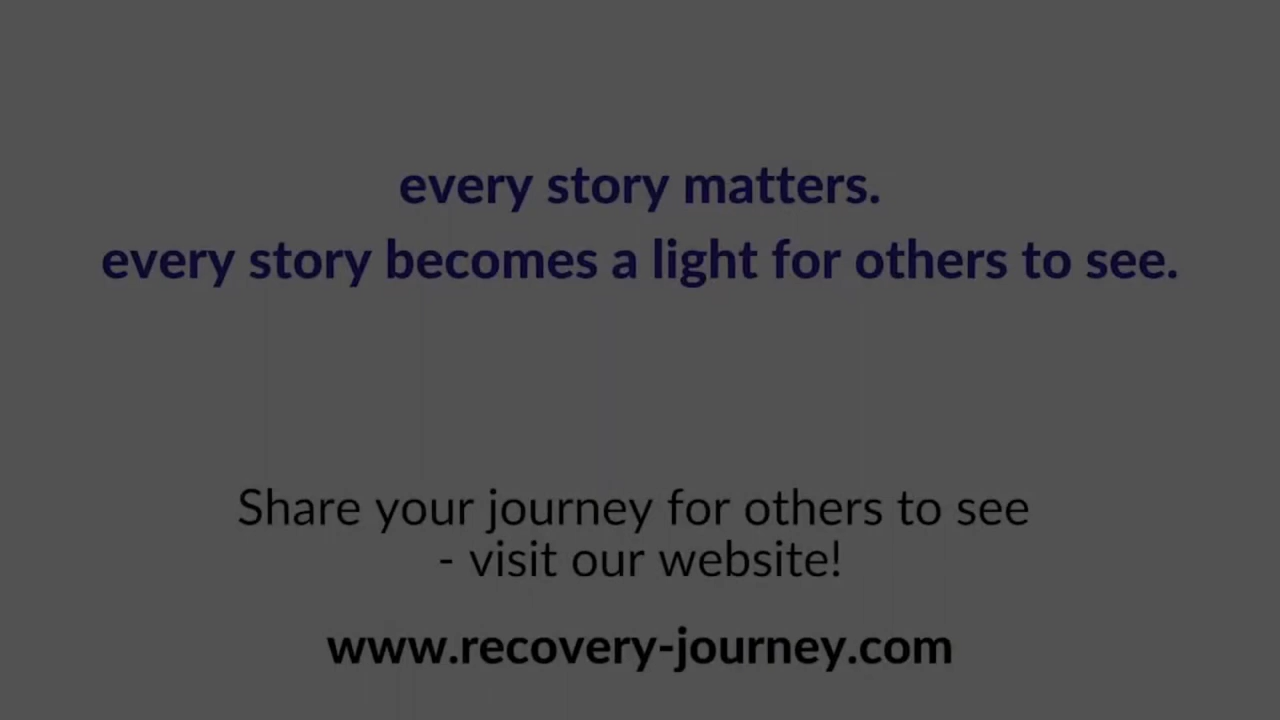 every story matters.
every story becomes a light for others to see.
Share your journey for others to see
- visit our website!
www.recovery-journey.com